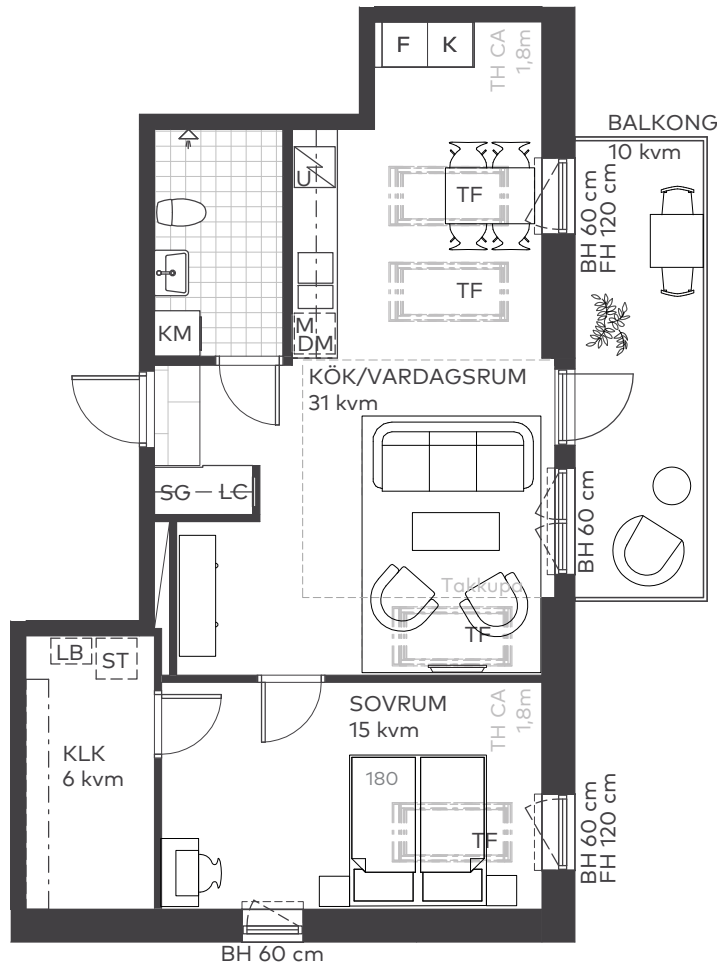 F K
TH CA
1,8m
BALKONG
10 kvm
U
TF
BH 60 cm
FH 120 cm
TF
M
DM
KM
KÖK/VARDAGSRUM
31 kvm
SG LC
BH 60 cm
Takkupa
TF
LB
ST
SOVRUM
15 kvm
TH CA
1,8m
KLK
6 kvm
180
TF
BH 60 cm
FH 120 cm
BH 60 cm